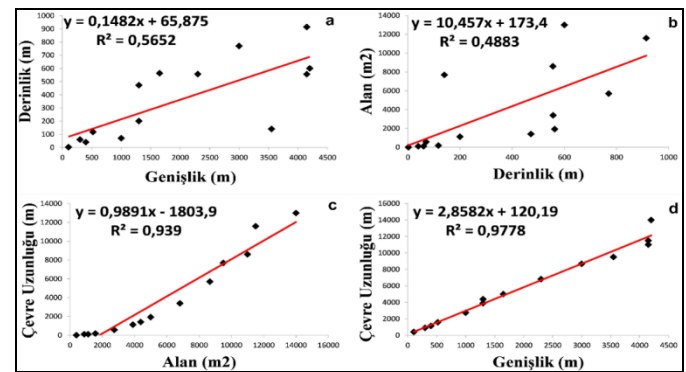 y = 0,1482x + 65,875
R² = 0,5652
a
Derinlik (m)
1000
900
800
700
600
500
400
300
200
100
0
0 500 1000 1500 2000 2500 3000 3500 4000 4500
Genişlik (m)
y = 10,457x + 173,4
R² = 0,4883
b
Alan (m2)
14000
12000
10000
8000
6000
4000
2000
0
0 200 400 600 800 1000
Derinlik (m)
y = 0,9891x - 1803,9
R² = 0,939
c
Çevre Uzunluğu (m)
14000
12000
10000
8000
6000
4000
2000
0
0 2000 4000 6000 8000 10000 12000 14000 16000
Alan (m2)
y = 2,8582x + 120,19
R² = 0,9778
d
Çevre Uzunluğu (m)
16000
14000
12000
10000
8000
6000
4000
2000
0
0 500 1000 1500 2000 2500 3000 3500 4000 4500
Genişlik (m)